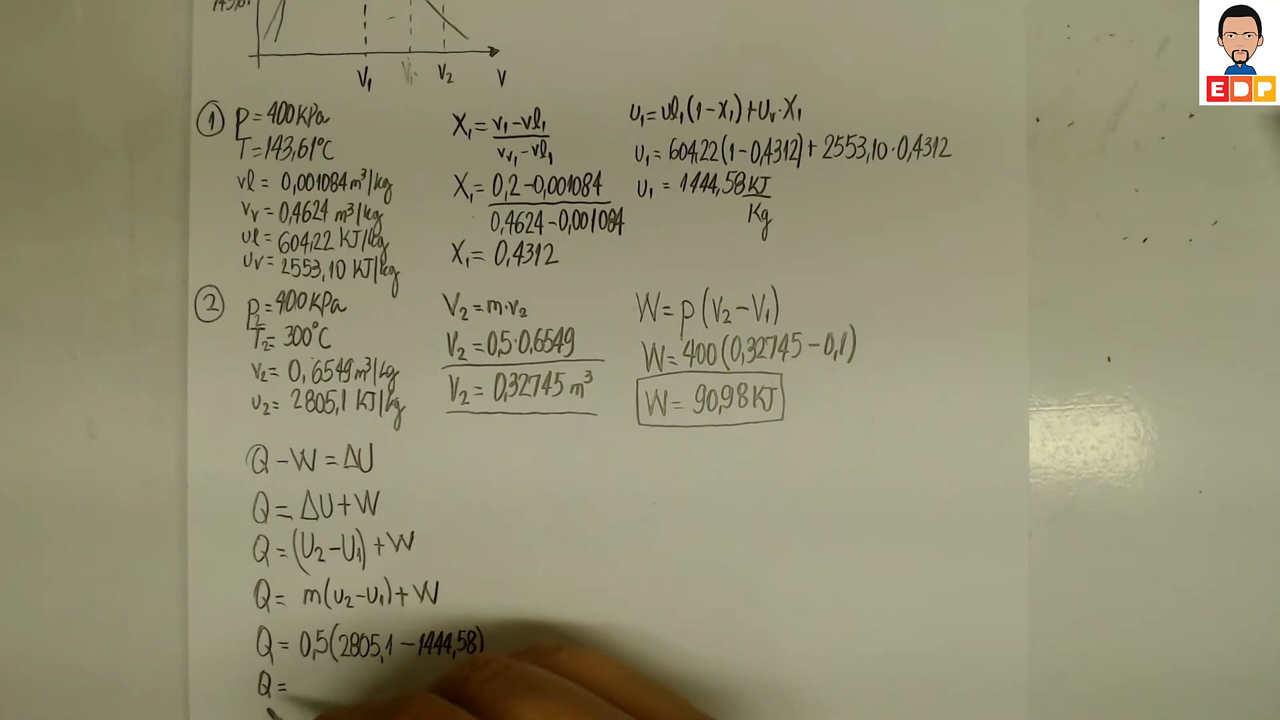 143,61
V₁ V₁ V₂ V
① p = 400 kPa
T = 143,61°C
vl = 0,001084 m³/kg
vᵥ = 0,4624 m³/kg
ul = 604,22 KJ/kg
uᵥ = 2553,10 KJ/kg
X₁ = v₁ - vl₁
vᵥ₁ - vl₁
X₁ = 0,2 - 0,001084
0,4624 - 0,001084
X₁ = 0,4312
u₁ = ul₁(1 - X₁) + uᵥ · X₁
u₁ = 604,22(1 - 0,4312) + 2553,10 · 0,4312
u₁ = 1444,58 KJ
Kg
② p₂ = 400 kPa
T₂ = 300°C
v₂ = 0,6549 m³/kg
u₂ = 2805,1 KJ/kg
V₂ = m·v₂
V₂ = 0,5·0,6549
V₂ = 0,32745 m³
W = p(V₂ - V₁)
W = 400(0,32745 - 0,1)
W = 90,98 KJ
Q - W = ΔU
Q = ΔU + W
Q = (U₂ - U₁) + W
Q = m(u₂ - u₁) + W
Q = 0,5(2805,1 - 1444,58)
Q =
EDP